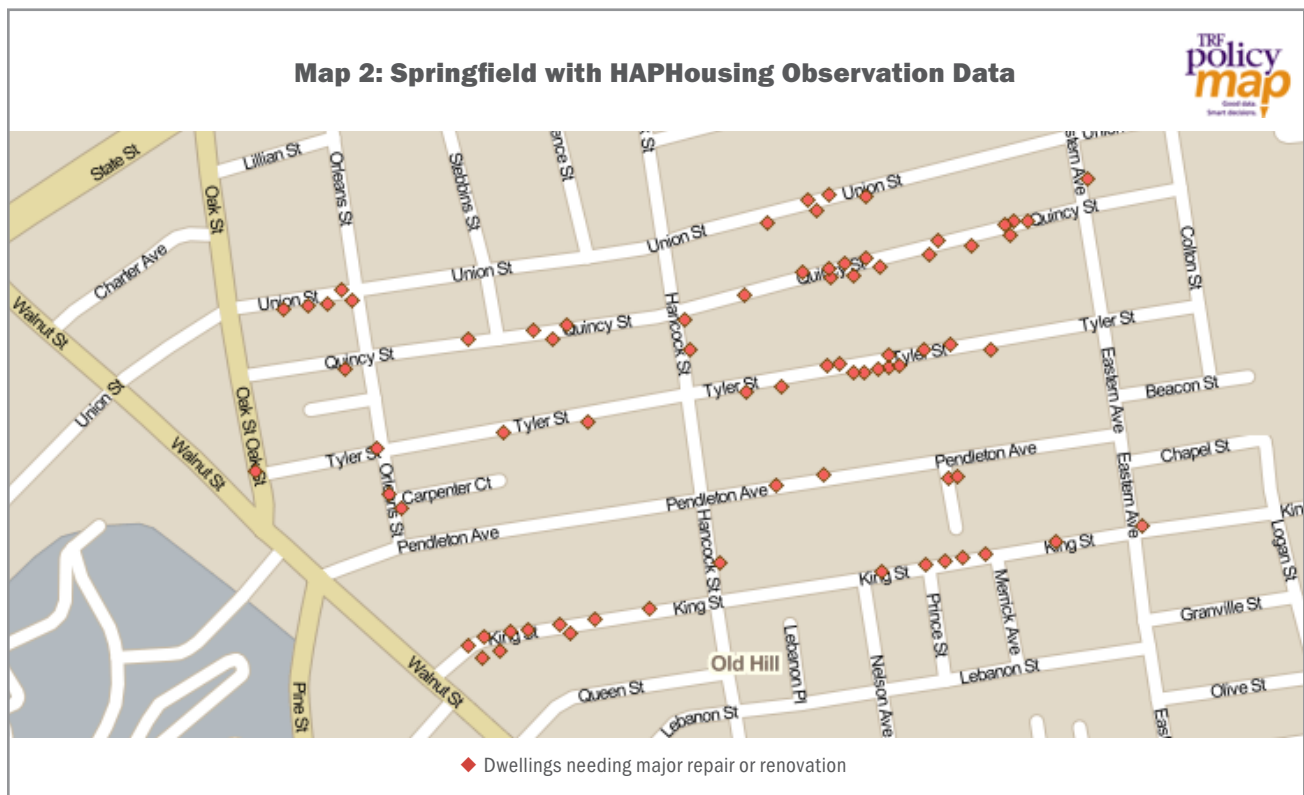 Map 2: Springfield with HAPHousing Observation Data
TRF
policy
map
Good data.
Smart decisions.
State St
Lillian St
Oak St
Orleans St
Stebbins St
ence St
St
Union St
stern Ave
Union
Quincy St
Colton St
Charter Ave
Union St
Union St
Union St
Walnut St
Hancock St
Quincy St
Quincy St
Quincy St
Tyler St
Tyler St
Eastern Ave
Beacon St
Union St
Oak St
Oak St
Tyler St
Tyler St
Tyler St
Walnut St
Orleans St
Carpenter Ct
Pendleton Ave
Pendleton Ave
Pendleton Ave
Chapel St
Eastern Ave
Hancock St
Kin
King St
Logan St
King St
Prince St
Merrick Ave
Granville St
King St
King St
Lebanon Pl
Old Hill
Nelson Ave
Lebanon St
Walnut St
Queen St
Pine St
Lebanon St
Olive St
East
Dwellings needing major repair or renovation